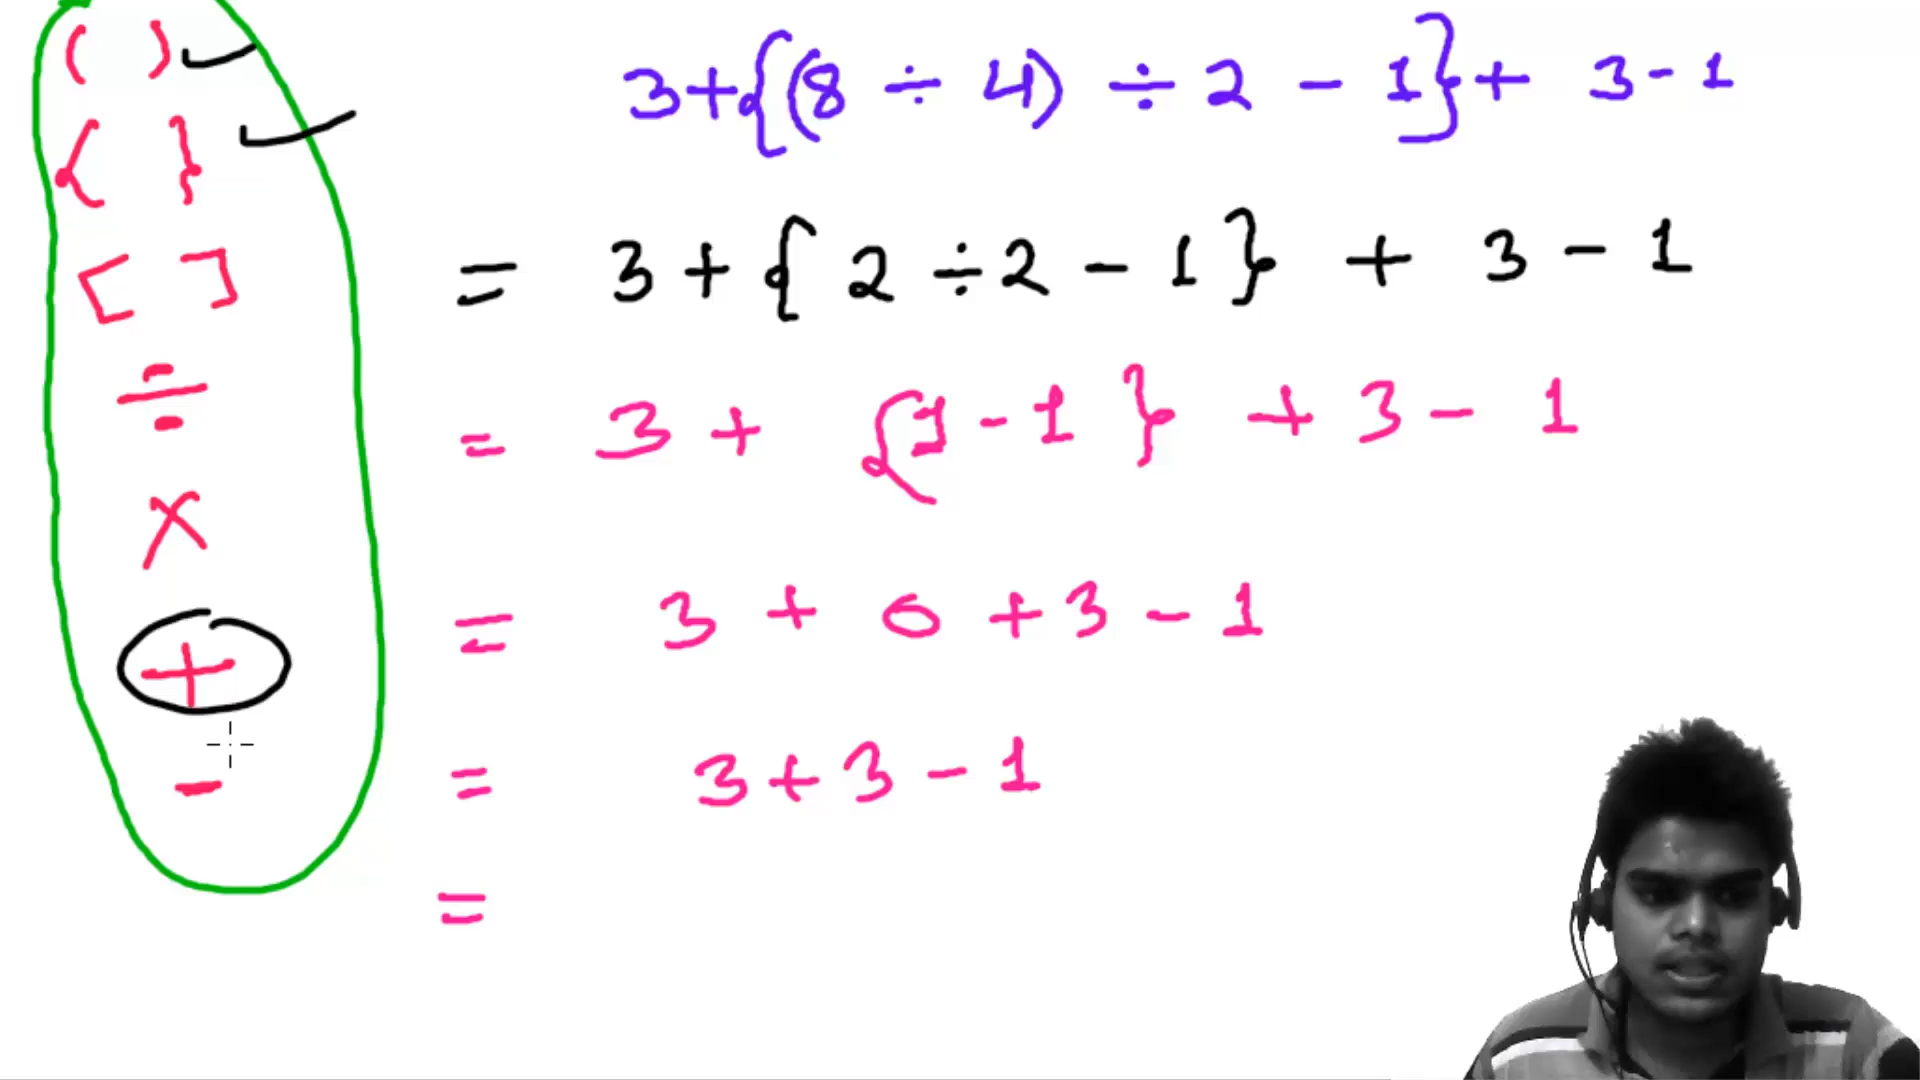 ( )
{ }
[ ]
÷
×
+
-
3+{(8 ÷ 4) ÷ 2 - 1}+ 3-1
= 3+{ 2 ÷2 - 1} + 3 - 1
= 3 + {1-1 } + 3 - 1
= 3 + 0 +3 - 1
= 3+3-1
=